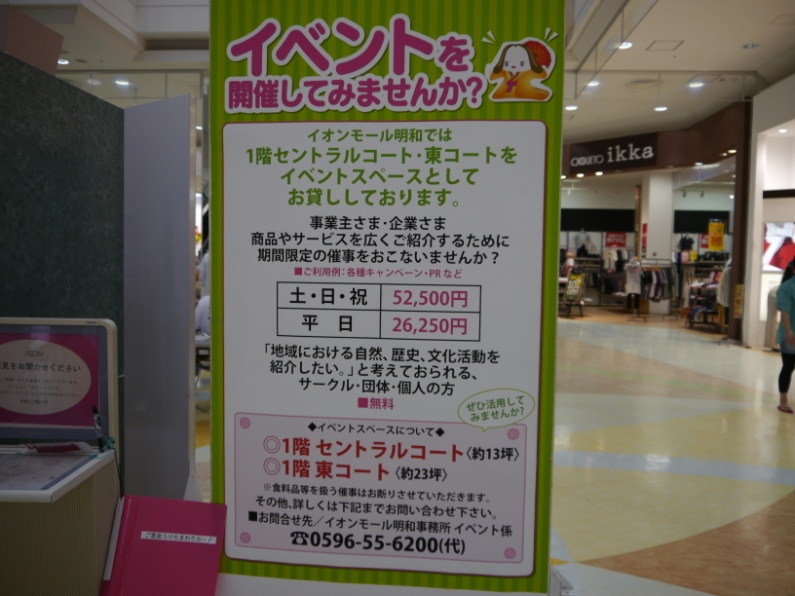 イベントを
開催してみませんか?
イオンモール明和では
1階セントラルコート・東コートを
イベントスペースとして
お貸ししております。
事業主さま・企業さま
商品やサービスを広くご紹介するために
期間限定の催事をおこないませんか?
■ご利用例:各種キャンペーン・PRなど
土・日・祝 52,500円
平 日 26,250円
「地域における自然、歴史、文化活動を
紹介したい。」と考えておられる、
サークル・団体・個人の方
■無料
ぜひ活用して
みませんか?
◆イベントスペースについて◆
◎1階 セントラルコート〈約13坪〉
◎1階 東コート〈約23坪〉
※食料品等を扱う催事はお断りさせていただきます。
その他、詳しくは下記までお問い合わせ下さい。
■お問合せ先/イオンモール明和事務所 イベント係
☎0596-55-6200(代)
ikka
AEON
見をお聞かせください